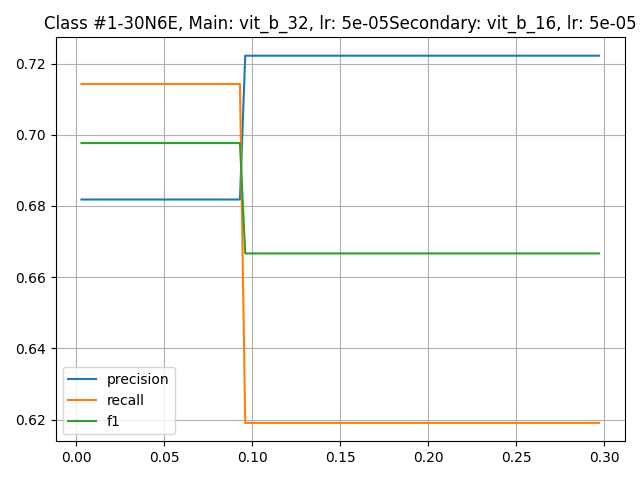 Class #1-30N6E, Main: vit_b_32, lr: 5e-05Secondary: vit_b_16, lr: 5e-05
0.72
0.70
0.68
0.66
0.64
0.62
precision
recall
f1
0.00 0.05 0.10 0.15 0.20 0.25 0.30